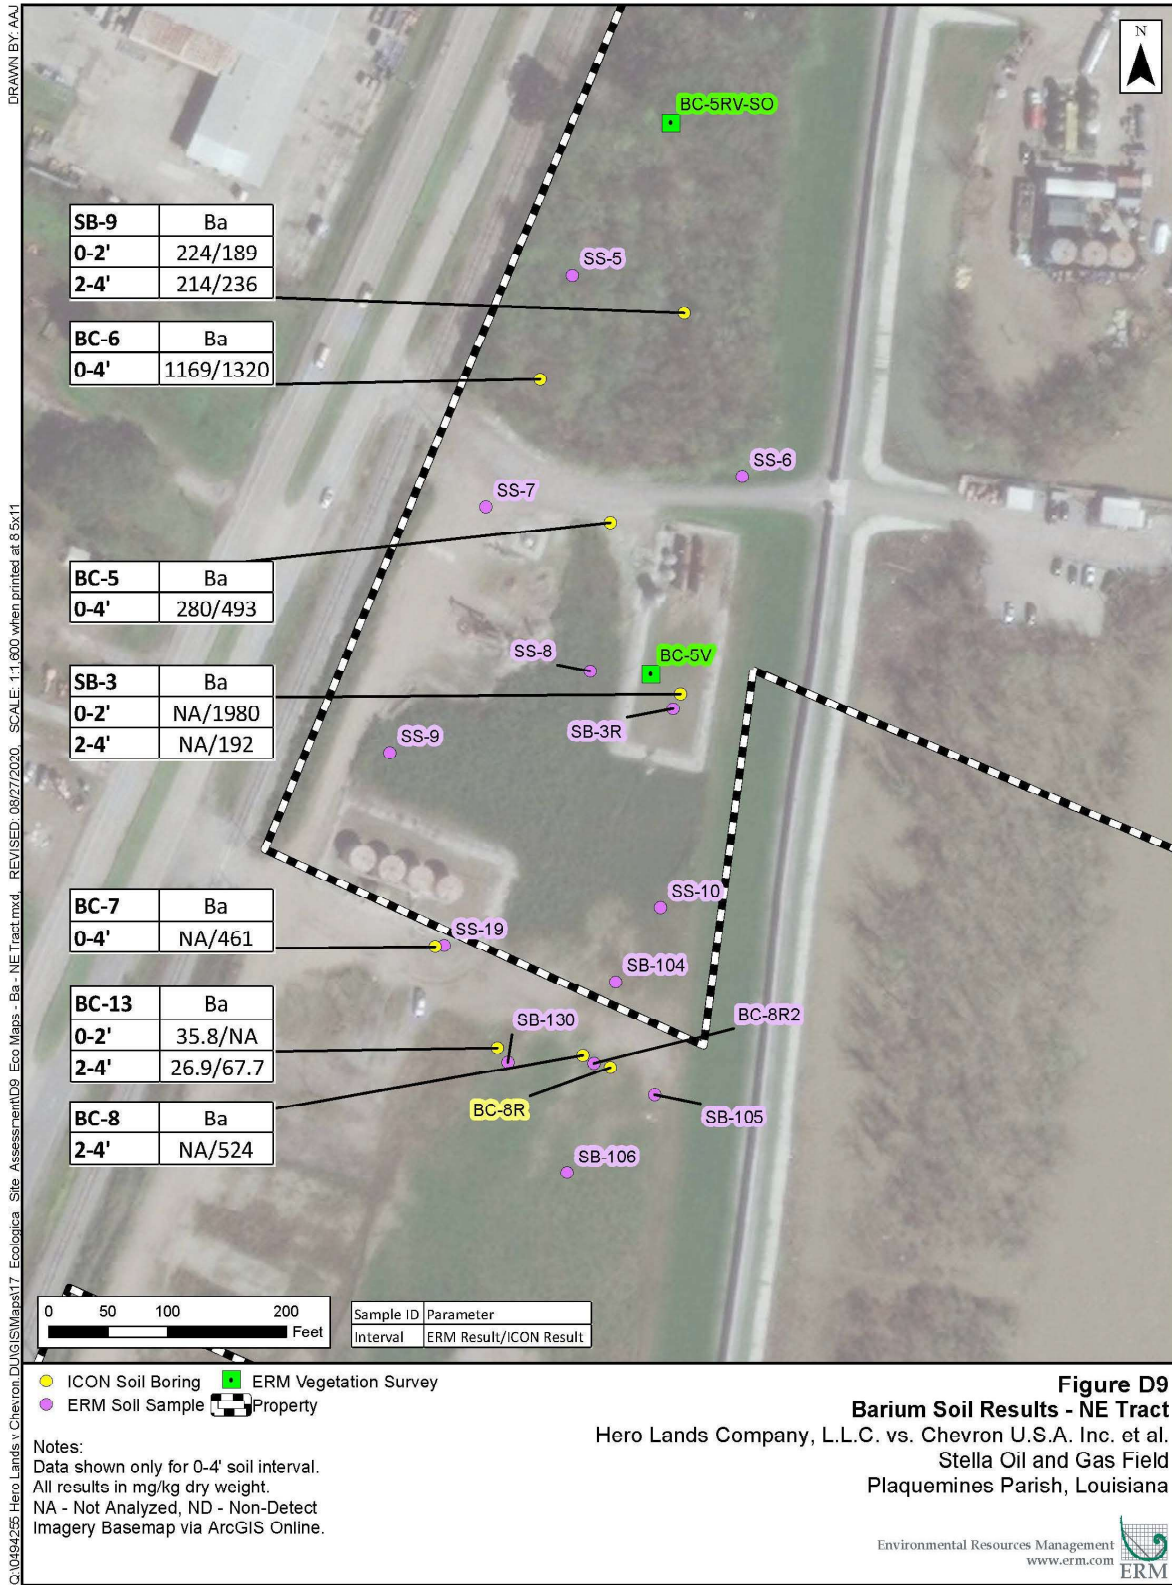 DRAWN BY: AAJ
N
BC-5RV-SO
SB-9 Ba
0-2' 224/189
2-4' 214/236
SS-5
BC-6 Ba
0-4' 1169/1320
SS-6
SS-7
BC-5 Ba
0-4' 280/493
SS-8
BC-5V
SB-3 Ba
0-2' NA/1980
2-4' NA/192
SB-3R
SS-9
SS-10
BC-7 Ba
0-4' NA/461
SS-19
SB-104
BC-13 Ba
0-2' 35.8/NA
2-4' 26.9/67.7
SB-130
BC-8R2
BC-8 Ba
2-4' NA/524
BC-8R
SB-105
SB-106
0 50 100 200
Feet
Sample ID Parameter
Interval ERM Result/ICON Result
Q:\0494255 Hero Lands v Chevron DU\GIS\Maps\17 Ecologica Site Assessment\D9 Eco Maps - Ba - NE Tract mxd, REVISED: 08/27/2020, SCALE: 1:1,600 when printed at 8.5x11
ICON Soil Boring ERM Vegetation Survey
ERM Soil Sample Property
Notes:
Data shown only for 0-4' soil interval.
All results in mg/kg dry weight.
NA - Not Analyzed, ND - Non-Detect
Imagery Basemap via ArcGIS Online.
Figure D9
Barium Soil Results - NE Tract
Hero Lands Company, L.L.C. vs. Chevron U.S.A. Inc. et al.
Stella Oil and Gas Field
Plaquemines Parish, Louisiana
Environmental Resources Management
www.erm.com
ERM